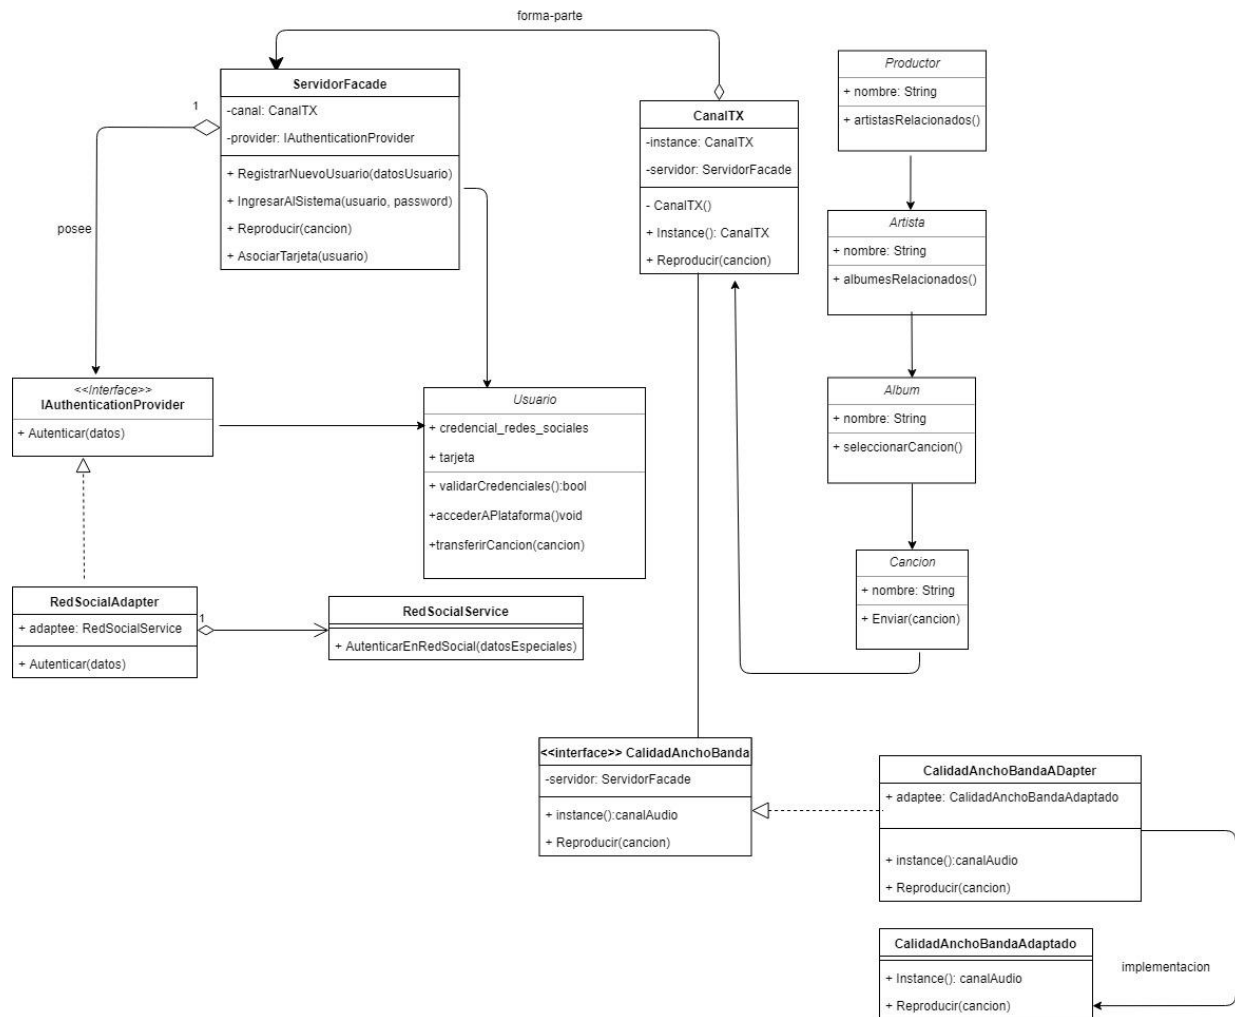 forma-parte
ServidorFacade
-canal: CanalTX
-provider: IAuthenticationProvider
+ RegistrarNuevoUsuario(datosUsuario)
+ IngresarAlSistema(usuario, password)
+ Reproducir(cancion)
+ AsociarTarjeta(usuario)
1
posee
CanalTX
-instance: CanalTX
-servidor: ServidorFacade
- CanalTX()
+ Instance(): CanalTX
+ Reproducir(cancion)
Productor
+ nombre: String
+ artistasRelacionados()
Artista
+ nombre: String
+ albumesRelacionados()
Album
+ nombre: String
+ seleccionarCancion()
Cancion
+ nombre: String
+ Enviar(cancion)
<<Interface>>
IAuthenticationProvider
+ Autenticar(datos)
Usuario
+ credencial_redes_sociales
+ tarjeta
+ validarCredenciales():bool
+accederAPlataforma()void
+transferirCancion(cancion)
RedSocialAdapter
+ adaptee: RedSocialService
+ Autenticar(datos)
1
RedSocialService
+ AutenticarEnRedSocial(datosEspeciales)
<<interface>> CalidadAnchoBanda
-servidor: ServidorFacade
+ instance():canalAudio
+ Reproducir(cancion)
CalidadAnchoBandaADapter
+ adaptee: CalidadAnchoBandaAdaptado
+ instance():canalAudio
+ Reproducir(cancion)
CalidadAnchoBandaAdaptado
+ Instance(): canalAudio
+ Reproducir(cancion)
implementacion